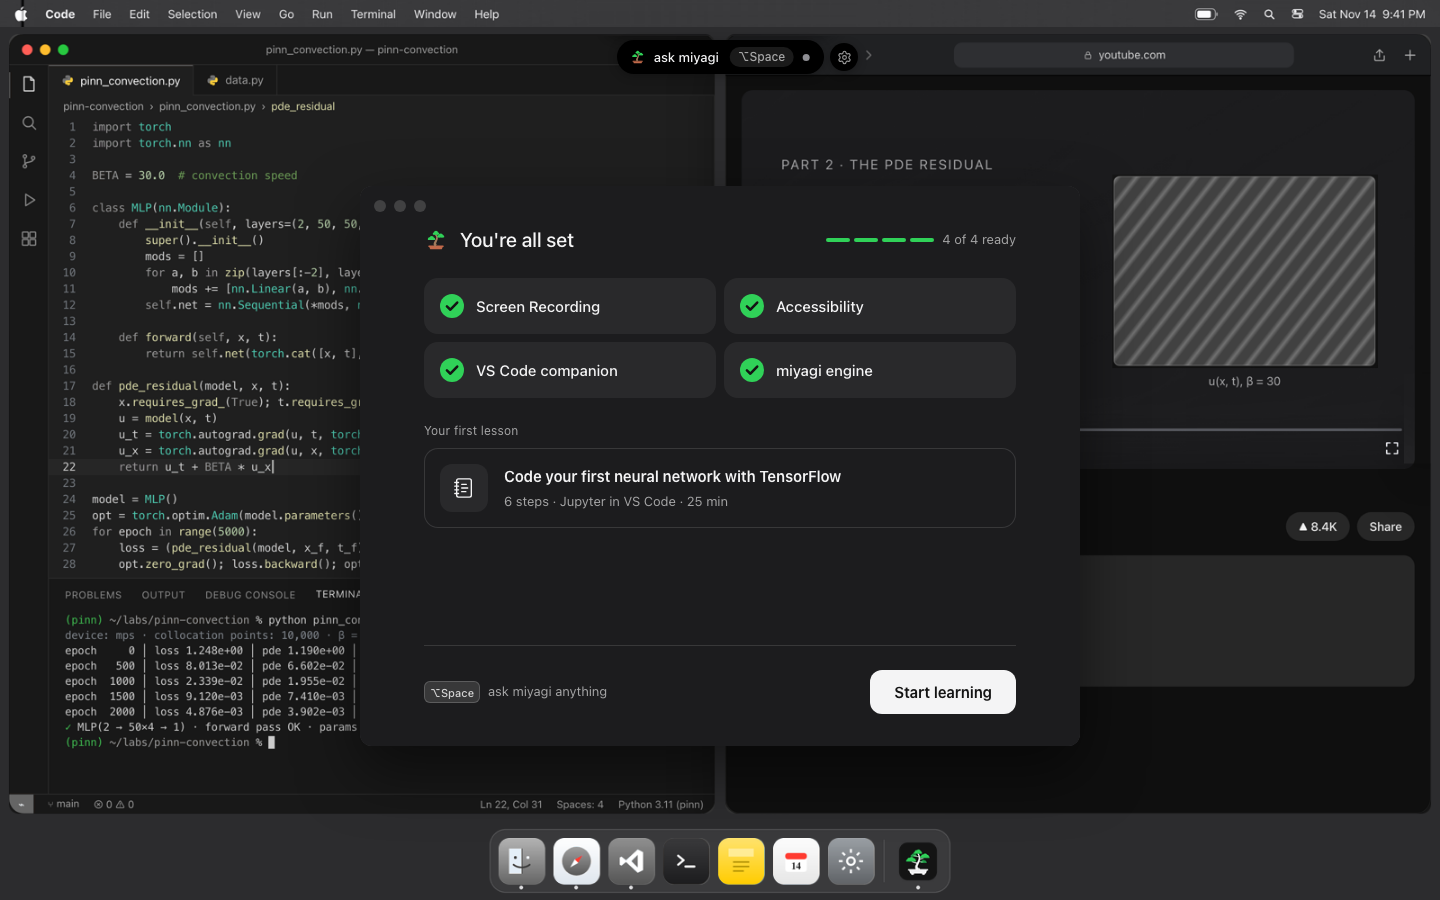 Code File Edit Selection View Go Run Terminal Window Help
Sat Nov 14 9:41 PM
pinn_convection.py — pinn-convection
ask miyagi ⌥Space
youtube.com
pinn_convection.py data.py
pinn-convection › pinn_convection.py › pde_residual
1 import torch
2 import torch.nn as nn
3
4 BETA = 30.0 # convection speed
5
6 class MLP(nn.Module):
7 def __init__(self, layers=(2, 50, 50,
8 super().__init__()
9 mods = []
10 for a, b in zip(layers[:-2], laye
11 mods += [nn.Linear(a, b), nn.
12 self.net = nn.Sequential(*mods,
13
14 def forward(self, x, t):
15 return self.net(torch.cat([x, t],
16
17 def pde_residual(model, x, t):
18 x.requires_grad_(True); t.requires_gr
19 u = model(x, t)
20 u_t = torch.autograd.grad(u, t, torch
21 u_x = torch.autograd.grad(u, x, torch
22 return u_t + BETA * u_x
23
24 model = MLP()
25 opt = torch.optim.Adam(model.parameters(
26 for epoch in range(5000):
27 loss = (pde_residual(model, x_f, t_f
28 opt.zero_grad(); loss.backward(); opt
PROBLEMS OUTPUT DEBUG CONSOLE TERMINA
(pinn) ~/labs/pinn-convection % python pinn_con
device: mps · collocation points: 10,000 · β =
epoch 0 | loss 1.248e+00 | pde 1.190e+00 |
epoch 500 | loss 8.013e-02 | pde 6.602e-02 |
epoch 1000 | loss 2.339e-02 | pde 1.955e-02 |
epoch 1500 | loss 9.120e-03 | pde 7.410e-03 |
epoch 2000 | loss 4.876e-03 | pde 3.902e-03 |
✓ MLP(2 → 50×4 → 1) · forward pass OK · params
(pinn) ~/labs/pinn-convection %
main 0 0 Ln 22, Col 31 Spaces: 4 Python 3.11 (pinn)
PART 2 · THE PDE RESIDUAL
u(x, t), β = 30
8.4K Share
You're all set
4 of 4 ready
Screen Recording
Accessibility
VS Code companion
miyagi engine
Your first lesson
Code your first neural network with TensorFlow
6 steps · Jupyter in VS Code · 25 min
⌥Space ask miyagi anything
Start learning
14